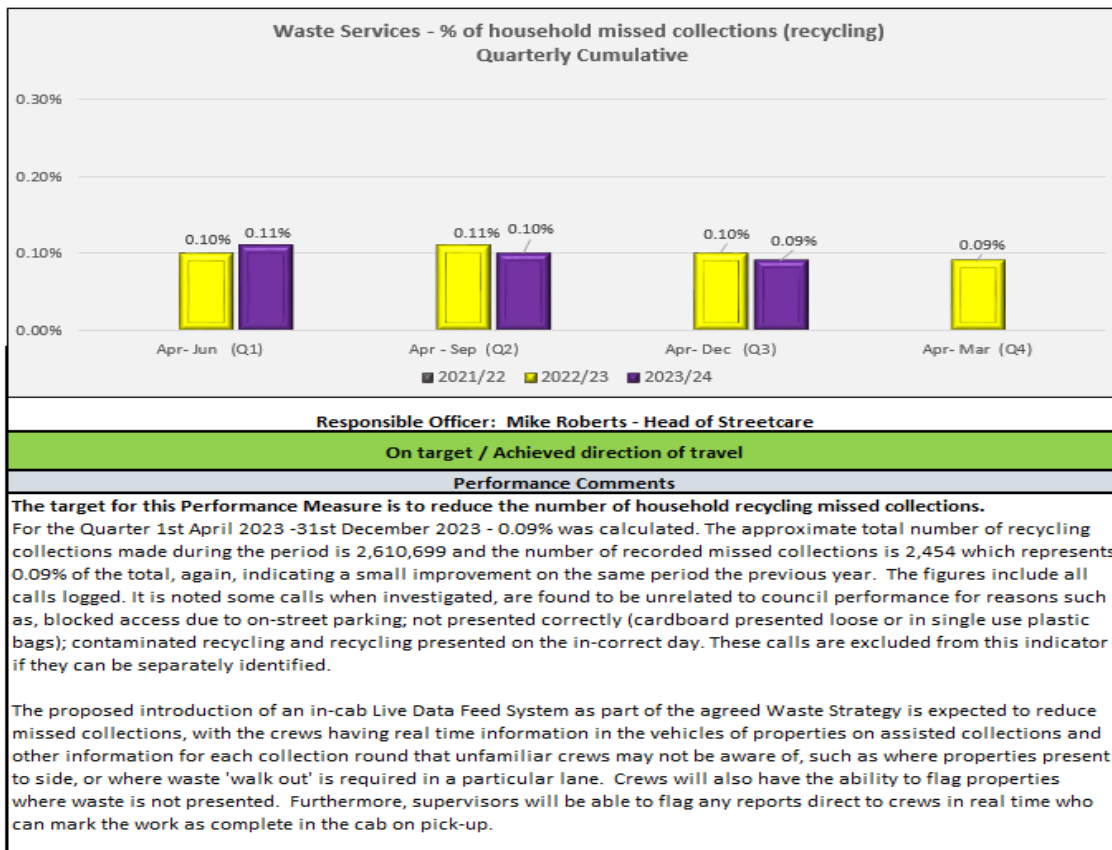 Waste Services - % of household missed collections (recycling)
Quarterly Cumulative
0.30%
0.20%
0.10%
0.00%
0.10%
0.11%
0.11%
0.10%
0.10%
0.09%
0.09%
Apr- Jun (Q1)
Apr - Sep (Q2)
Apr- Dec (Q3)
Apr- Mar (Q4)
2021/22 2022/23 2023/24
Responsible Officer: Mike Roberts - Head of Streetcare
On target / Achieved direction of travel
Performance Comments
The target for this Performance Measure is to reduce the number of household recycling missed collections.
For the Quarter 1st April 2023 -31st December 2023 - 0.09% was calculated. The approximate total number of recycling
collections made during the period is 2,610,699 and the number of recorded missed collections is 2,454 which represents
0.09% of the total, again, indicating a small improvement on the same period the previous year. The figures include all
calls logged. It is noted some calls when investigated, are found to be unrelated to council performance for reasons such
as, blocked access due to on-street parking; not presented correctly (cardboard presented loose or in single use plastic
bags); contaminated recycling and recycling presented on the in-correct day. These calls are excluded from this indicator
if they can be separately identified.
The proposed introduction of an in-cab Live Data Feed System as part of the agreed Waste Strategy is expected to reduce
missed collections, with the crews having real time information in the vehicles of properties on assisted collections and
other information for each collection round that unfamiliar crews may not be aware of, such as where properties present
to side, or where waste 'walk out' is required in a particular lane. Crews will also have the ability to flag properties
where waste is not presented. Furthermore, supervisors will be able to flag any reports direct to crews in real time who
can mark the work as complete in the cab on pick-up.